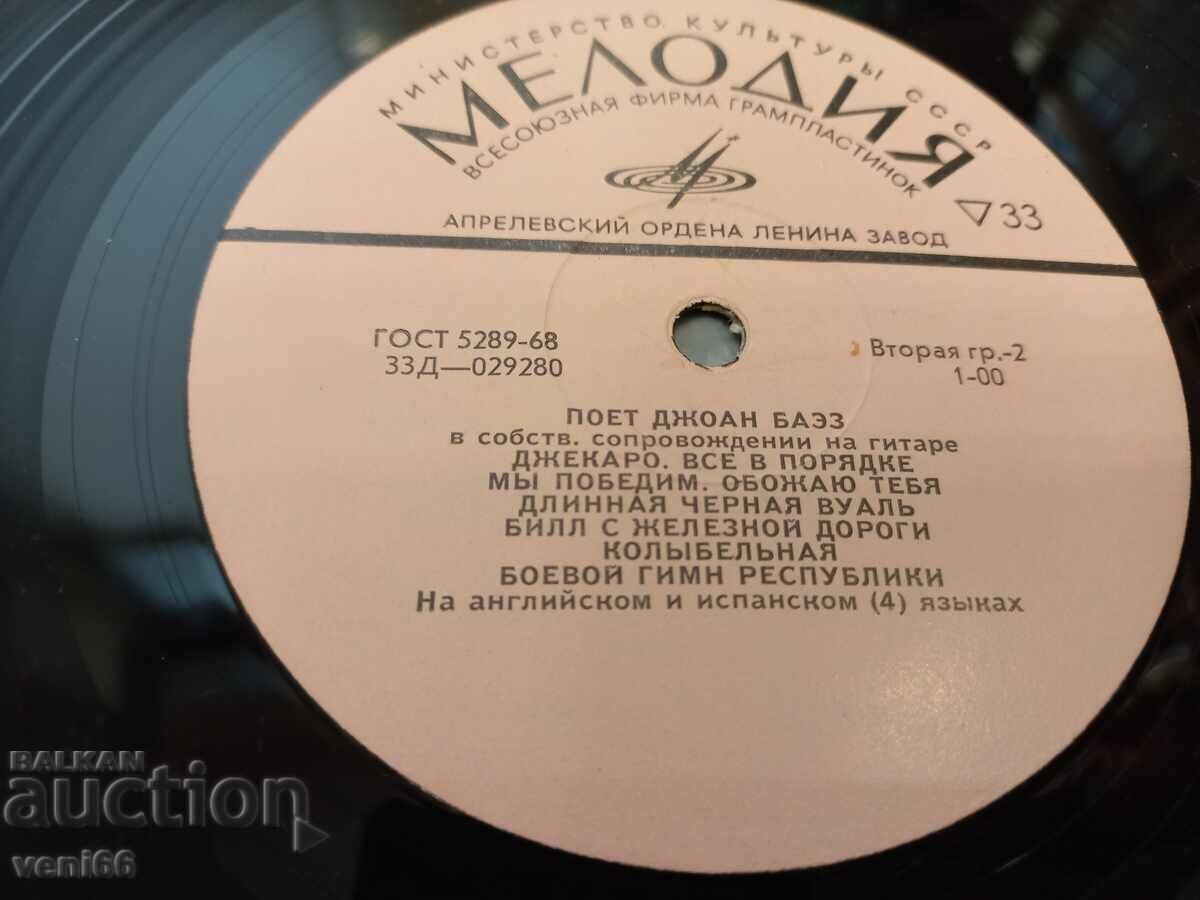 МИНИСТЕРСТВО КУЛЬТУРЫ СССР
МЕЛОДИЯ
ВСЕСОЮЗНАЯ ФИРМА ГРАМПЛАСТИНОК
33
АПРЕЛЕВСКИЙ ОРДЕНА ЛЕНИНА ЗАВОД
ГОСТ 5289-68
33Д—029280
Вторая гр.-2
1-00
ПОЕТ ДЖОАН БАЭЗ
в собств. сопровождении на гитаре
ДЖЕКАРО. ВСЕ В ПОРЯДКЕ
МЫ ПОБЕДИМ. ОБОЖАЮ ТЕБЯ
ДЛИННАЯ ЧЕРНАЯ ВУАЛЬ
БИЛЛ С ЖЕЛЕЗНОЙ ДОРОГИ
КОЛЫБЕЛЬНАЯ
БОЕВОЙ ГИМН РЕСПУБЛИКИ
На английском и испанском (4) языках
BALKAN
auction
veni66